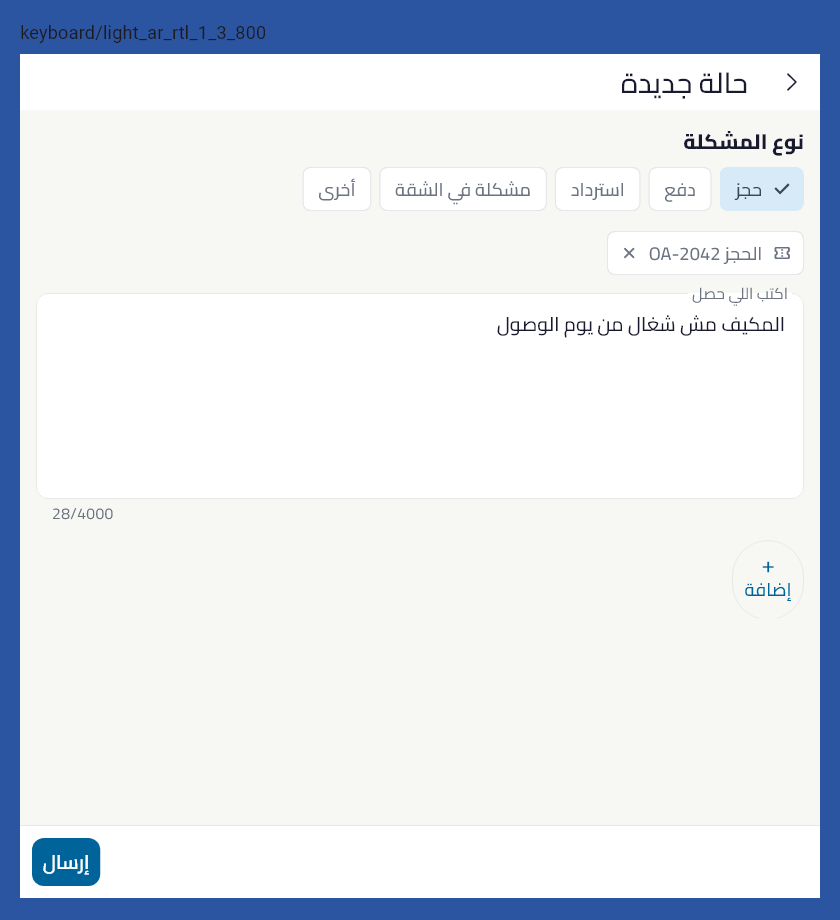 keyboard/light_ar_rtl_1_3_800
حالة جديدة
نوع المشكلة
حجز
دفع
استرداد
مشكلة في الشقة
أخرى
الحجز OA-2042
اكتب اللي حصل
المكيف مش شغال من يوم الوصول
28/4000
+
إضافة
إرسال